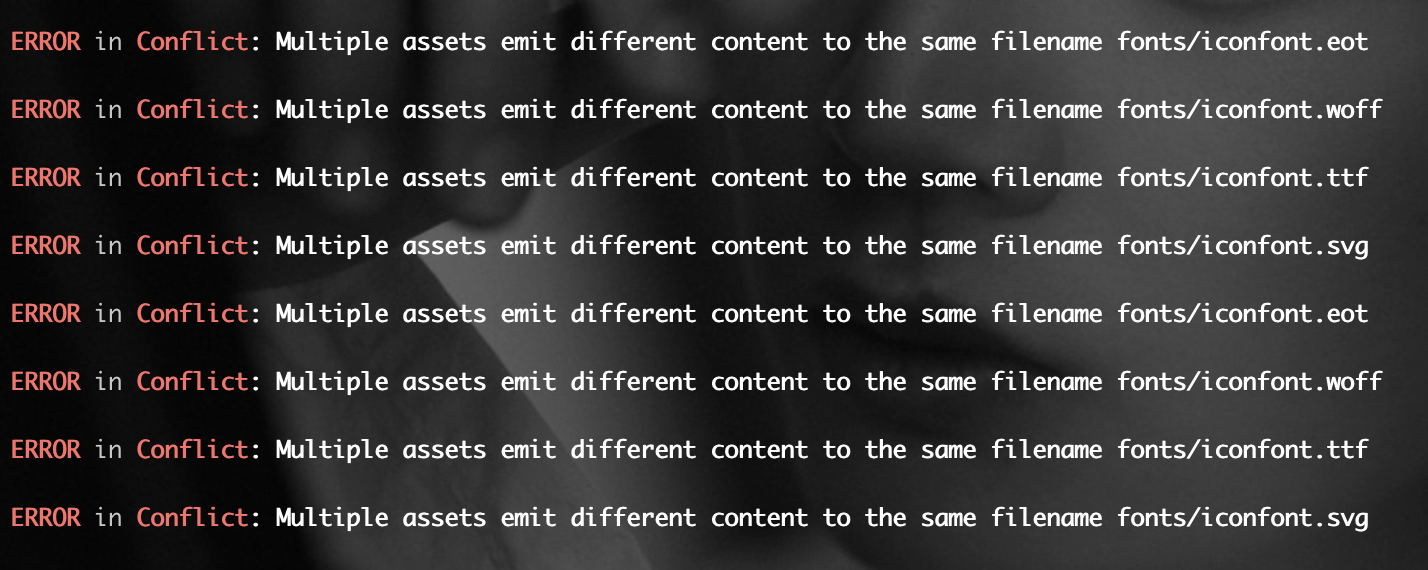 ERROR in Conflict: Multiple assets emit different content to the same filename fonts/iconfont.eot
ERROR in Conflict: Multiple assets emit different content to the same filename fonts/iconfont.woff
ERROR in Conflict: Multiple assets emit different content to the same filename fonts/iconfont.ttf
ERROR in Conflict: Multiple assets emit different content to the same filename fonts/iconfont.svg
ERROR in Conflict: Multiple assets emit different content to the same filename fonts/iconfont.eot
ERROR in Conflict: Multiple assets emit different content to the same filename fonts/iconfont.woff
ERROR in Conflict: Multiple assets emit different content to the same filename fonts/iconfont.ttf
ERROR in Conflict: Multiple assets emit different content to the same filename fonts/iconfont.svg